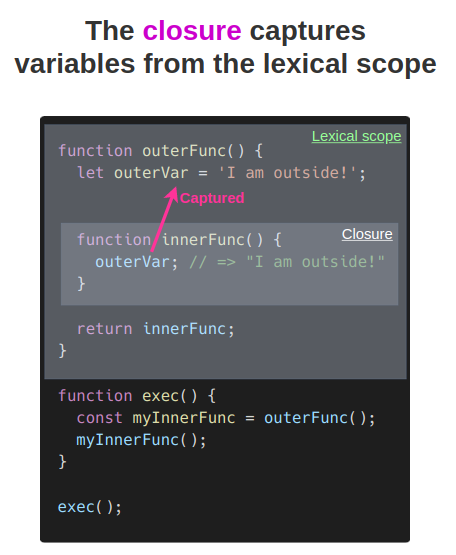 The closure captures
variables from the lexical scope
Lexical scope
function outerFunc() {
  let outerVar = 'I am outside!';
Captured
Closure
  function innerFunc() {
    outerVar; // => "I am outside!"
  }
  return innerFunc;
}
function exec() {
  const myInnerFunc = outerFunc();
  myInnerFunc();
}
exec();